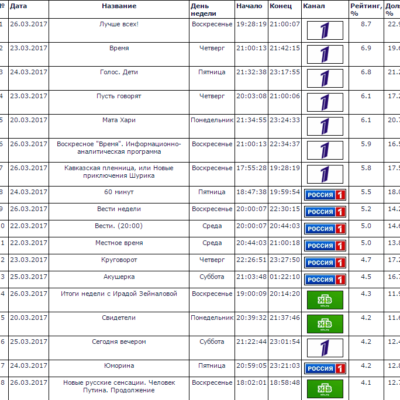 № Дата Название День недели Начало Конец Канал Рейтинг, % Дол %
1 26.03.2017 Лучше всех! Воскресенье 19:28:19 21:00:07 1 8.7 22.9
2 23.03.2017 Время Четверг 21:00:13 21:42:15 1 6.9 19.
3 24.03.2017 Голос. Дети Пятница 21:32:38 23:17:55 1 6.8 21.
4 23.03.2017 Пусть говорят Четверг 20:03:08 21:00:06 1 6.1 17.
5 20.03.2017 Мата Хари Понедельник 21:34:55 23:24:33 1 6.1 20.
6 26.03.2017 Воскресное "Время". Информационно-аналитическая программа Воскресенье 21:00:13 22:34:37 1 5.9 16.
7 26.03.2017 Кавказская пленница, или Новые приключения Шурика Воскресенье 17:55:28 19:28:19 1 5.8 17.
8 24.03.2017 60 минут Пятница 18:47:38 19:59:54 РОССИЯ 1 5.5 18.
9 26.03.2017 Вести недели Воскресенье 20:00:07 22:30:15 РОССИЯ 1 5.2 14.
0 22.03.2017 Вести. (20:00) Среда 20:00:07 20:44:03 РОССИЯ 1 5.0 14.
1 22.03.2017 Местное время Среда 20:44:03 21:00:18 РОССИЯ 1 5.0 13.
2 23.03.2017 Круговорот Четверг 22:26:51 23:27:50 РОССИЯ 1 4.7 17.
3 25.03.2017 Акушерка Суббота 21:03:48 01:22:10 РОССИЯ 1 4.5 16.
4 26.03.2017 Итоги недели с Ирадой Зейналовой Воскресенье 19:00:09 20:14:20 НТВ 4.3 11.
5 20.03.2017 Свидетели Понедельник 20:39:32 21:37:46 НТВ 4.2 11.
6 25.03.2017 Сегодня вечером Суббота 21:22:44 23:01:54 1 4.2 12.
7 24.03.2017 Юморина Пятница 20:59:05 23:21:03 РОССИЯ 1 4.2 12.
8 26.03.2017 Новые русские сенсации. Человек Путина. Продолжение Воскресенье 18:02:01 18:58:48 НТВ 4.1 12.